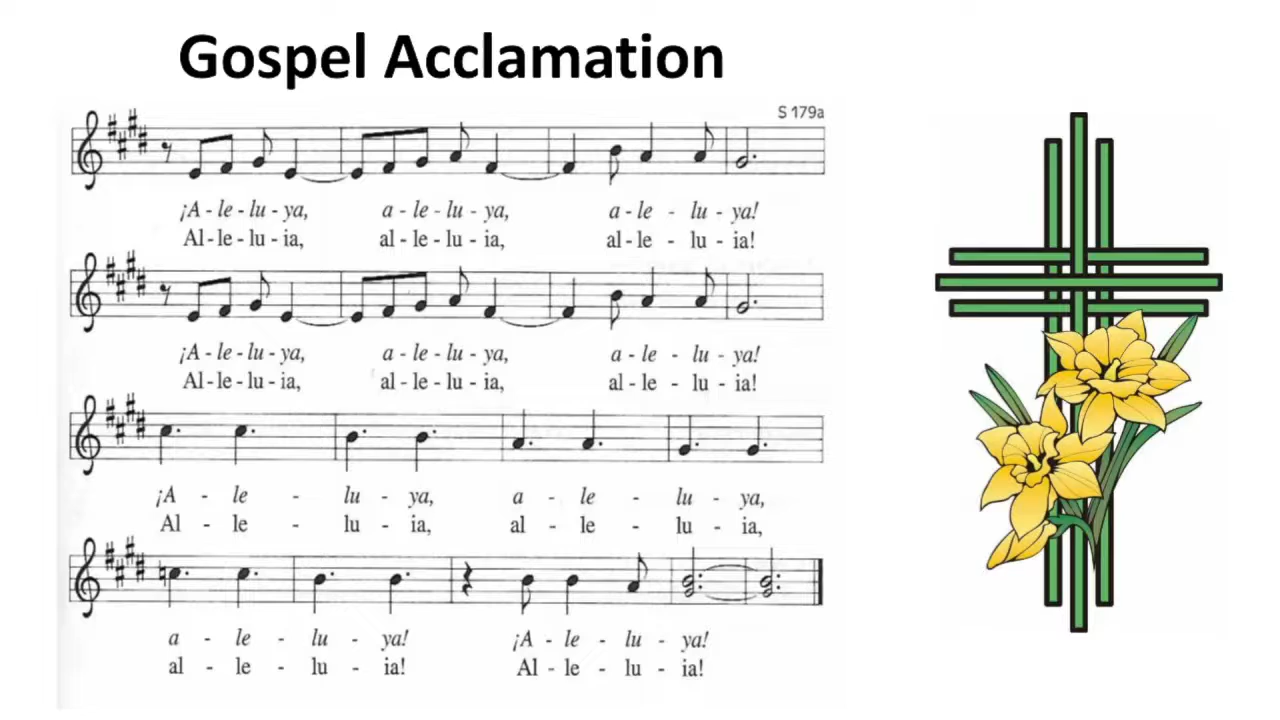 Gospel Acclamation
S 179a
¡A - le - lu - ya, a - le - lu - ya, a - le - lu - ya!
Al - le - lu - ia, al - le - lu - ia, al - le - lu - ia!
¡A - le - lu - ya, a - le - lu - ya, a - le - lu - ya!
Al - le - lu - ia, al - le - lu - ia, al - le - lu - ia!
¡A - le - lu - ya, a - le - lu - ya,
Al - le - lu - ia, al - le - lu - ia,
a - le - lu - ya! ¡A - le - lu - ya!
al - le - lu - ia! Al - le - lu - ia!